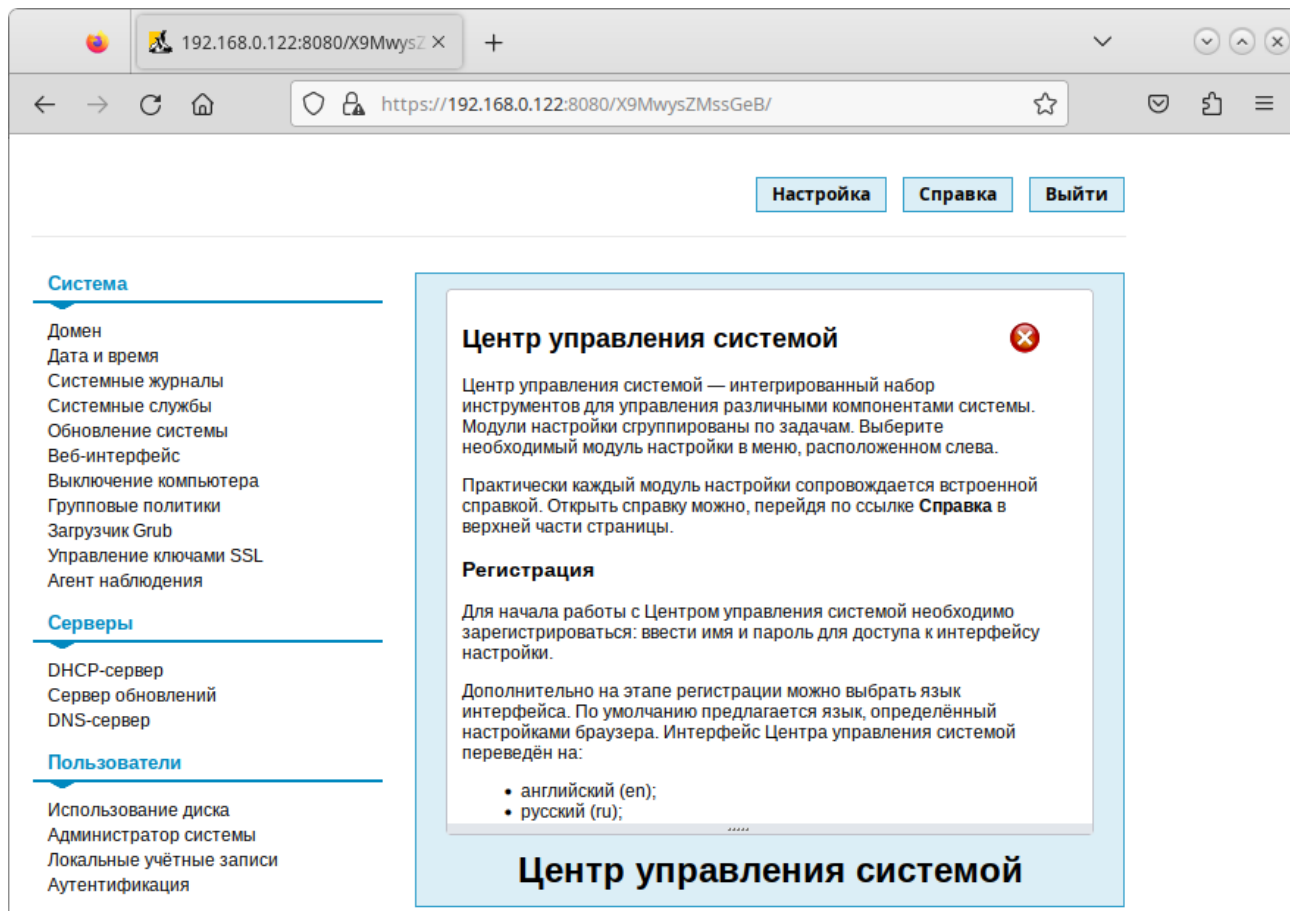 192.168.0.122:8080/X9MwysZ
https://192.168.0.122:8080/X9MwysZMssGeB/
Настройка
Справка
Выйти
Система
Домен
Дата и время
Системные журналы
Системные службы
Обновление системы
Веб-интерфейс
Выключение компьютера
Групповые политики
Загрузчик Grub
Управление ключами SSL
Агент наблюдения
Серверы
DHCP-сервер
Сервер обновлений
DNS-сервер
Пользователи
Использование диска
Администратор системы
Локальные учётные записи
Аутентификация
Центр управления системой
Центр управления системой — интегрированный набор
инструментов для управления различными компонентами системы.
Модули настройки сгруппированы по задачам. Выберите
необходимый модуль настройки в меню, расположенном слева.
Практически каждый модуль настройки сопровождается встроенной
справкой. Открыть справку можно, перейдя по ссылке Справка в
верхней части страницы.
Регистрация
Для начала работы с Центром управления системой необходимо
зарегистрироваться: ввести имя и пароль для доступа к интерфейсу
настройки.
Дополнительно на этапе регистрации можно выбрать язык
интерфейса. По умолчанию предлагается язык, определённый
настройками браузера. Интерфейс Центра управления системой
переведён на:
• английский (en);
• русский (ru);
Центр управления системой